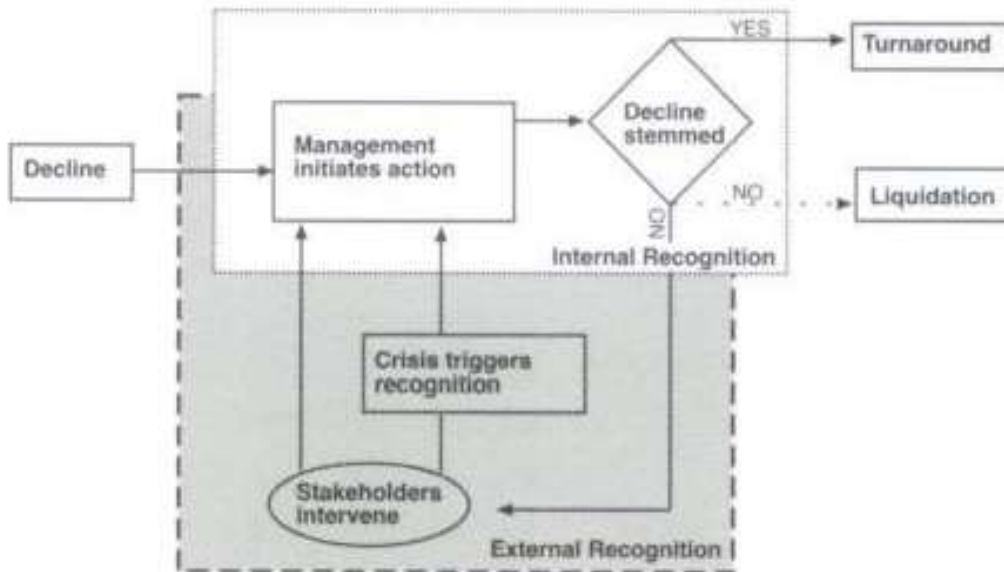 YES
Turnaround
Decline
stemmed
Management
initiates action
Decline
NO
Liquidation
NO
Internal Recognition
Crisis triggers
recognition
Stakeholders
intervene
External Recognition